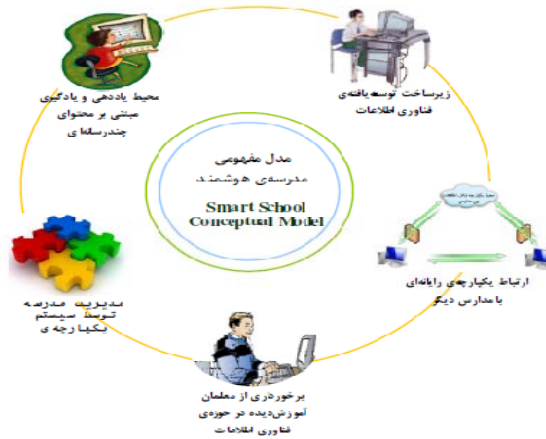 محیط یاددهی و یادگیری
مبتنی بر محتوای
چندرسانه‌ای
زیرساخت توسعه‌یافته‌ی
فناوری اطلاعات
مدل مفهومی
مدرسه‌ی هوشمند
Smart School
Conceptual Model
ارتباط یکپارچه‌ی رایانه‌ای
با مدارس دیگر
مدیریت مدرسه
توسط سیستم
یکپارچه‌ی
برخورداری از معلمان
آموزش‌دیده در حوزه‌ی
فناوری اطلاعات